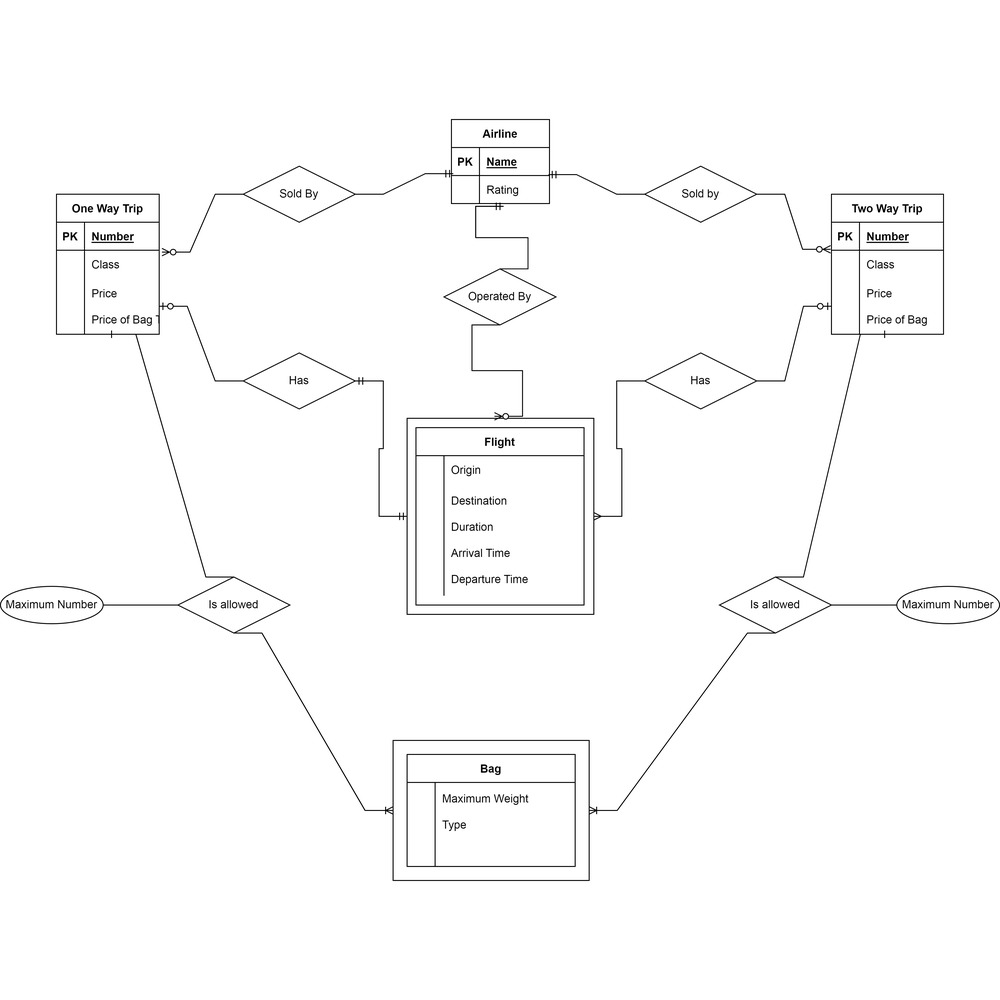 Airline
PK Name
Rating
Sold By
Sold by
One Way Trip
PK Number
Class
Price
Price of Bag
Two Way Trip
PK Number
Class
Price
Price of Bag
Operated By
Has
Has
Flight
Origin
Destination
Duration
Arrival Time
Departure Time
Maximum Number
Is allowed
Is allowed
Maximum Number
Bag
Maximum Weight
Type